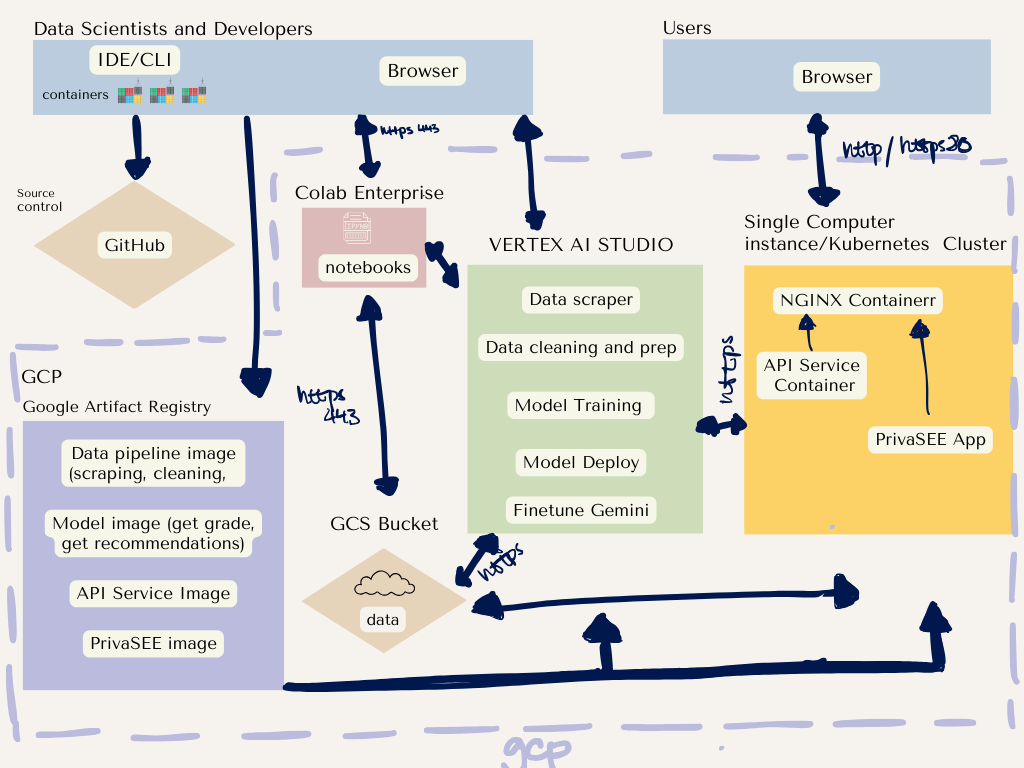 Data Scientists and Developers
IDE/CLI
containers
Browser
Users
Browser
https 443
http/https 80
Source
control
GitHub
Colab Enterprise
notebooks
VERTEX AI STUDIO
Data scraper
Data cleaning and prep
Model Training
Model Deploy
Finetune Gemini
https
Single Computer
instance/Kubernetes Cluster
NGINX Containerr
API Service
Container
PrivaSEE App
GCP
Google Artifact Registry
Data pipeline image
(scraping, cleaning,
Model image (get grade,
get recommendations)
API Service Image
PrivaSEE image
https
443
GCS Bucket
data
https
gcp